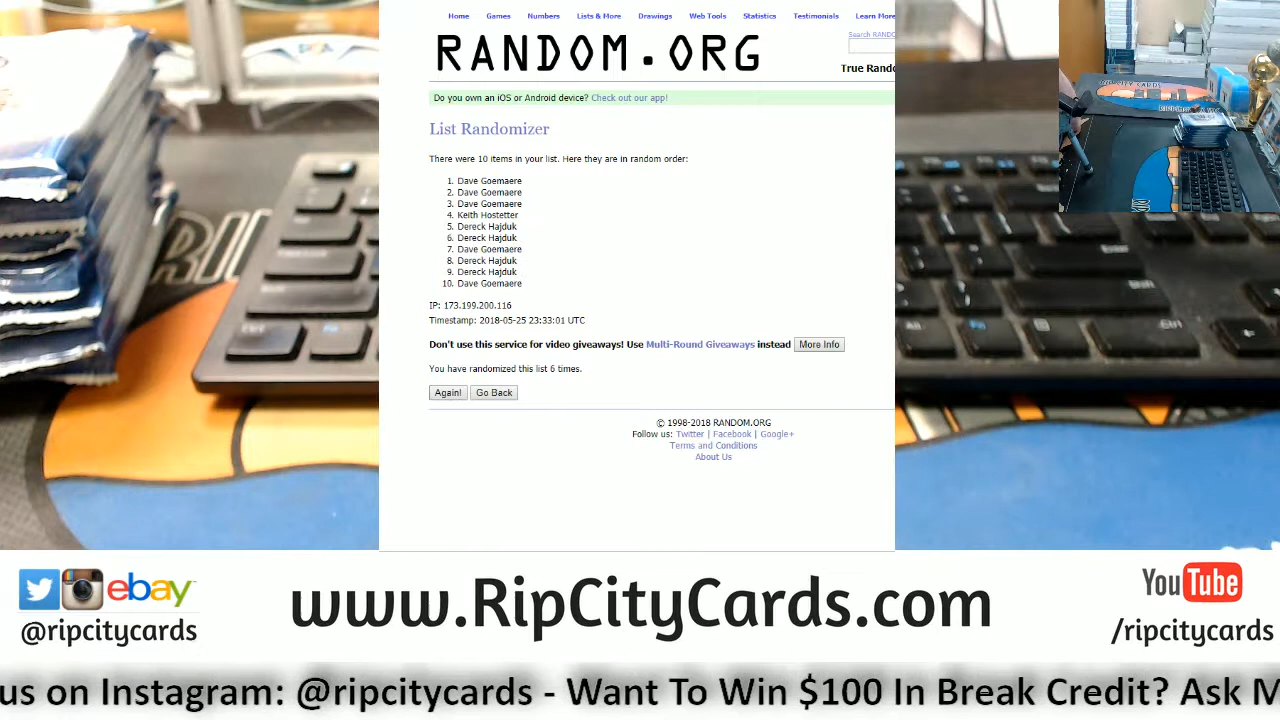 Home Games Numbers Lists & More Drawings Web Tools Statistics Testimonials Learn More
RANDOM.ORG
Search RANDO
True Rando
Do you own an iOS or Android device? Check out our app!
List Randomizer
There were 10 items in your list. Here they are in random order:
1. Dave Goemaere
2. Dave Goemaere
3. Dave Goemaere
4. Keith Hostetter
5. Dereck Hajduk
6. Dereck Hajduk
7. Dave Goemaere
8. Dereck Hajduk
9. Dereck Hajduk
10. Dave Goemaere
IP: 173.199.200.116
Timestamp: 2018-05-25 23:33:01 UTC
Don't use this service for video giveaways! Use Multi-Round Giveaways instead More Info
You have randomized this list 6 times.
Again! Go Back
© 1998-2018 RANDOM.ORG
Follow us: Twitter | Facebook | Google+
Terms and Conditions
About Us
ebay
@ripcitycards
www.RipCityCards.com
YouTube
/ripcitycards
us on Instagram: @ripcitycards - Want To Win $100 In Break Credit? Ask M